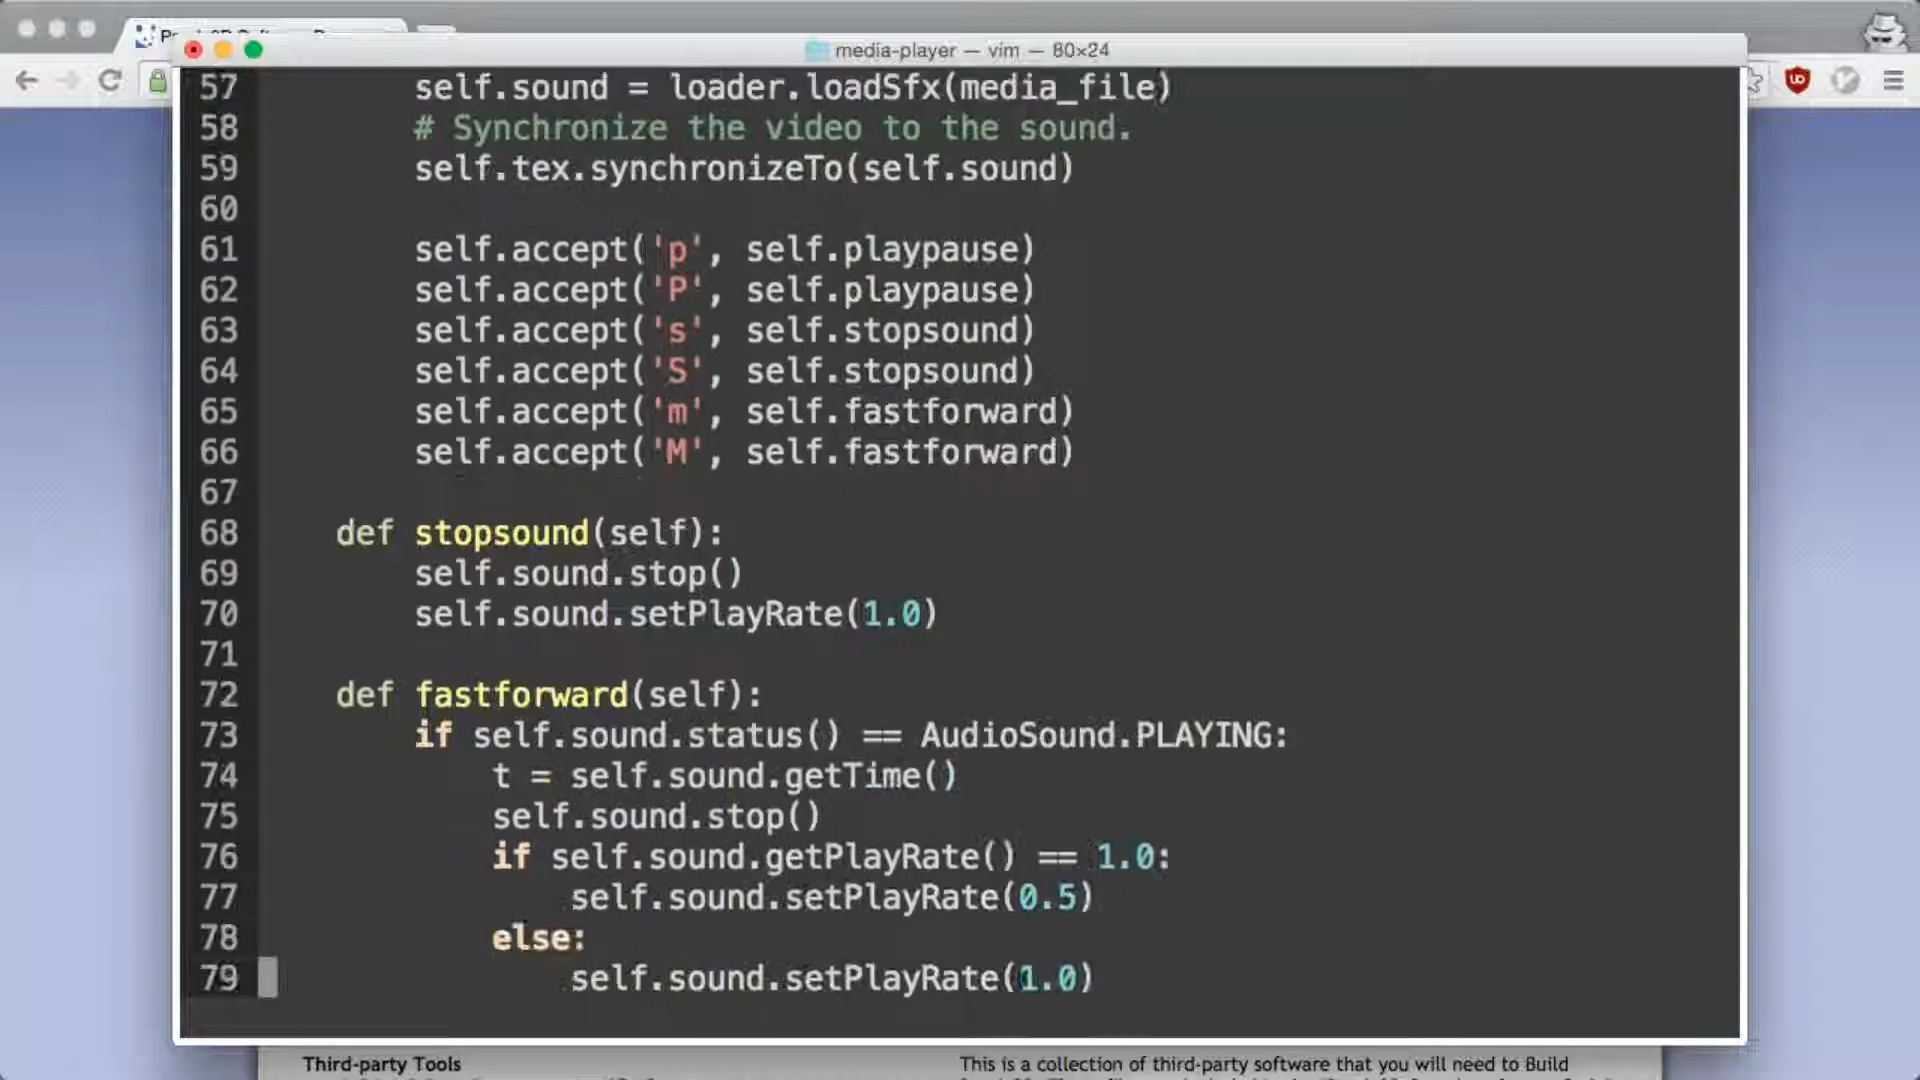 media-player — vim — 80×24
57 self.sound = loader.loadSfx(media_file)
58 # Synchronize the video to the sound.
59 self.tex.synchronizeTo(self.sound)
60
61 self.accept('p', self.playpause)
62 self.accept('P', self.playpause)
63 self.accept('s', self.stopsound)
64 self.accept('S', self.stopsound)
65 self.accept('m', self.fastforward)
66 self.accept('M', self.fastforward)
67
68 def stopsound(self):
69 self.sound.stop()
70 self.sound.setPlayRate(1.0)
71
72 def fastforward(self):
73 if self.sound.status() == AudioSound.PLAYING:
74 t = self.sound.getTime()
75 self.sound.stop()
76 if self.sound.getPlayRate() == 1.0:
77 self.sound.setPlayRate(0.5)
78 else:
79 self.sound.setPlayRate(1.0)
Third-party Tools
This is a collection of third-party software that you will need to Build